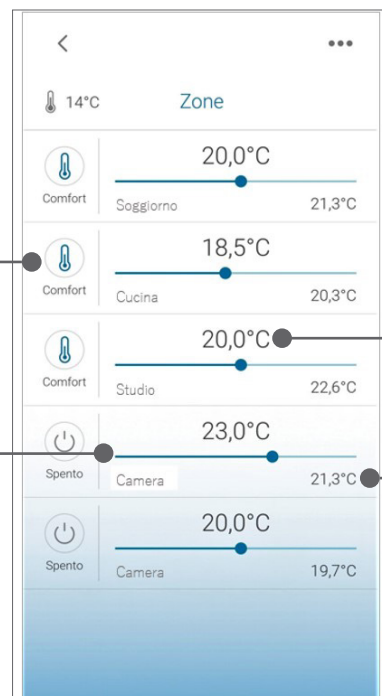 14°C Zone
20,0°C
Comfort Soggiorno 21,3°C
18,5°C
Comfort Cucina 20,3°C
20,0°C
Comfort Studio 22,6°C
23,0°C
Spento Camera 21,3°C
20,0°C
Spento Camera 19,7°C